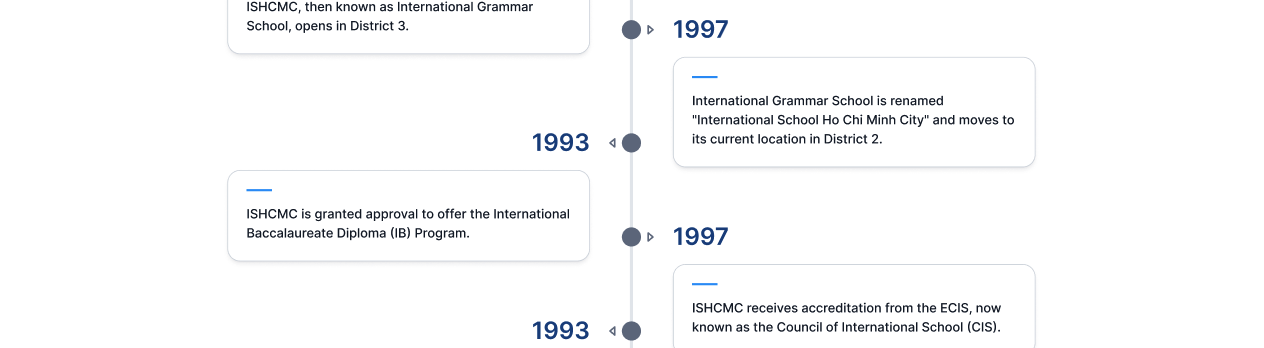 ISHCMC, then known as International Grammar
School, opens in District 3.
1997
International Grammar School is renamed
"International School Ho Chi Minh City" and moves to
its current location in District 2.
1993
ISHCMC is granted approval to offer the International
Baccalaureate Diploma (IB) Program.
1997
ISHCMC receives accreditation from the ECIS, now
known as the Council of International School (CIS).
1993